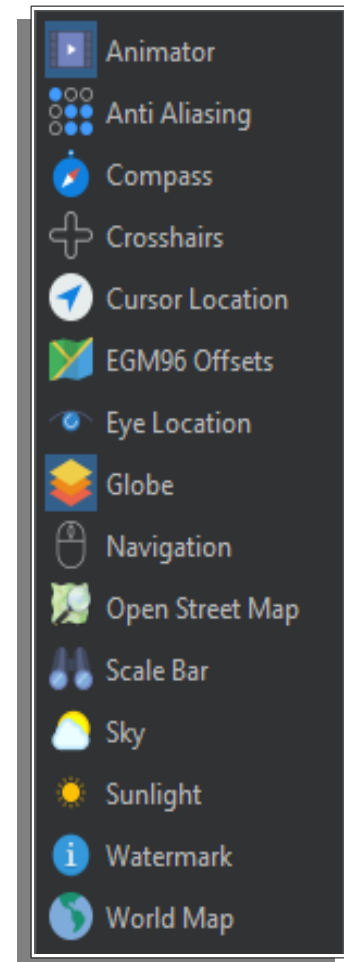 Animator
Anti Aliasing
Compass
Crosshairs
Cursor Location
EGM96 Offsets
Eye Location
Globe
Navigation
Open Street Map
Scale Bar
Sky
Sunlight
Watermark
World Map